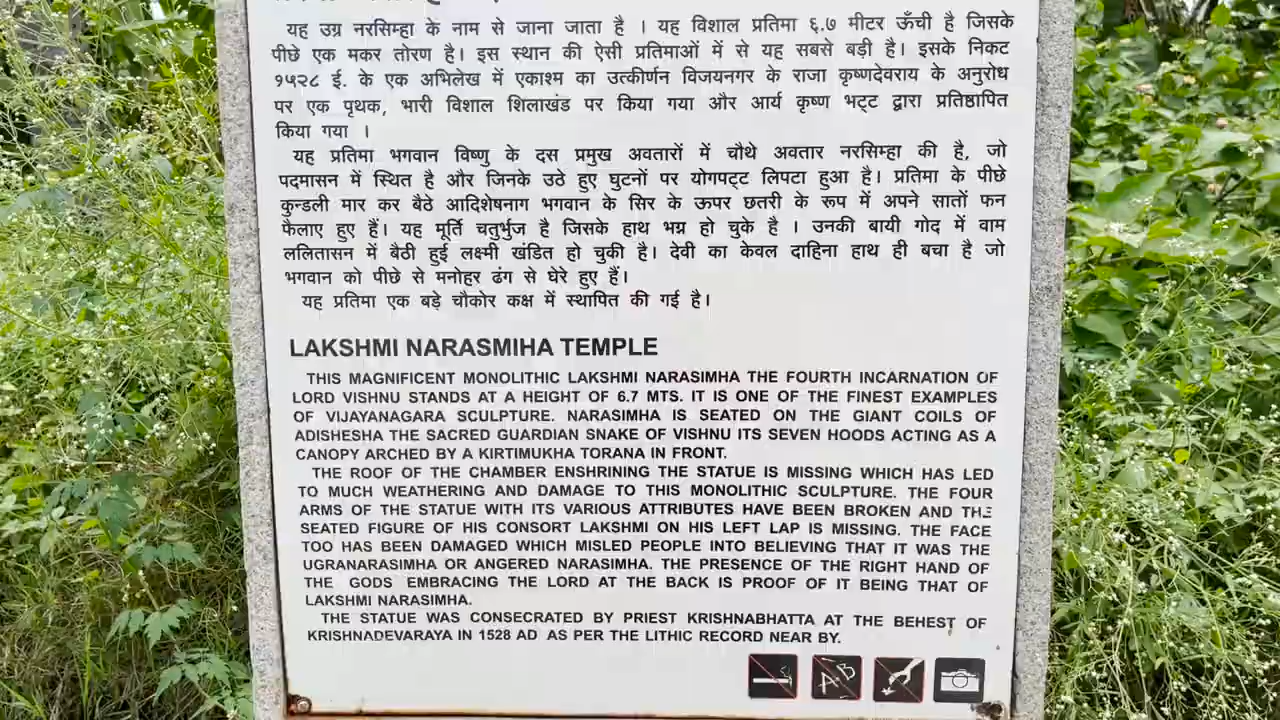 यह उग्र नरसिम्हा के नाम से जाना जाता है । यह विशाल प्रतिमा ६.७ मीटर ऊँची है जिसके
पीछे एक मकर तोरण है। इस स्थान की ऐसी प्रतिमाओं में से यह सबसे बड़ी है। इसके निकट
१५२८ ई. के एक अभिलेख में एकाश्म का उत्कीर्णन विजयनगर के राजा कृष्णदेवराय के अनुरोध
पर एक पृथक, भारी विशाल शिलाखंड पर किया गया और आर्य कृष्ण भट्ट द्वारा प्रतिष्ठापित
किया गया ।
यह प्रतिमा भगवान विष्णु के दस प्रमुख अवतारों में चौथे अवतार नरसिम्हा की है, जो
पदमासन में स्थित है और जिनके उठे हुए घुटनों पर योगपट्ट लिपटा हुआ है। प्रतिमा के पीछे
कुन्डली मार कर बैठे आदिशेषनाग भगवान के सिर के ऊपर छतरी के रूप में अपने सातों फन
फैलाए हुए हैं। यह मूर्ति चतुर्भुज है जिसके हाथ भग्न हो चुके है । उनकी बायी गोद में वाम
ललितासन में बैठी हुई लक्ष्मी खंडित हो चुकी है। देवी का केवल दाहिना हाथ ही बचा है जो
भगवान को पीछे से मनोहर ढंग से घेरे हुए हैं।
यह प्रतिमा एक बड़े चौकोर कक्ष में स्थापित की गई है।
LAKSHMI NARASMIHA TEMPLE
THIS MAGNIFICENT MONOLITHIC LAKSHMI NARASIMHA THE FOURTH INCARNATION OF
LORD VISHNU STANDS AT A HEIGHT OF 6.7 MTS. IT IS ONE OF THE FINEST EXAMPLES
OF VIJAYANAGARA SCULPTURE. NARASIMHA IS SEATED ON THE GIANT COILS OF
ADISHESHA THE SACRED GUARDIAN SNAKE OF VISHNU ITS SEVEN HOODS ACTING AS A
CANOPY ARCHED BY A KIRTIMUKHA TORANA IN FRONT.
THE ROOF OF THE CHAMBER ENSHRINING THE STATUE IS MISSING WHICH HAS LED
TO MUCH WEATHERING AND DAMAGE TO THIS MONOLITHIC SCULPTURE. THE FOUR
ARMS OF THE STATUE WITH ITS VARIOUS ATTRIBUTES HAVE BEEN BROKEN AND THE
SEATED FIGURE OF HIS CONSORT LAKSHMI ON HIS LEFT LAP IS MISSING. THE FACE
TOO HAS BEEN DAMAGED WHICH MISLED PEOPLE INTO BELIEVING THAT IT WAS THE
UGRANARASIMHA OR ANGERED NARASIMHA. THE PRESENCE OF THE RIGHT HAND OF
THE GODS EMBRACING THE LORD AT THE BACK IS PROOF OF IT BEING THAT OF
LAKSHMI NARASIMHA.
THE STATUE WAS CONSECRATED BY PRIEST KRISHNABHATTA AT THE BEHEST OF
KRISHNADEVARAYA IN 1528 AD AS PER THE LITHIC RECORD NEAR BY.